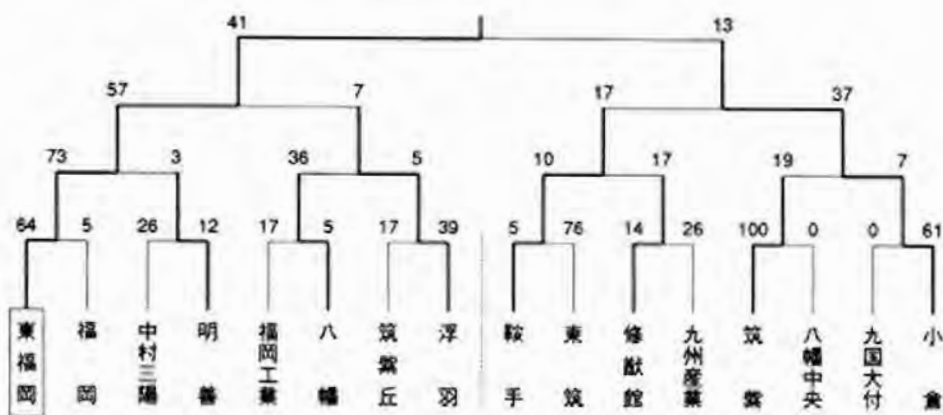 41 13
57 7 17 37
73 3 36 5 10 17 19 7
64 5 26 12 17 5 17 39 5 76 14 26 100 0 0 61
東福岡
福岡
中村三陽
明善
福岡工業
八幡
筑紫丘
浮羽
鞍手
東筑
修猷館
九州産業
筑紫
八幡中央
九国大付
小倉